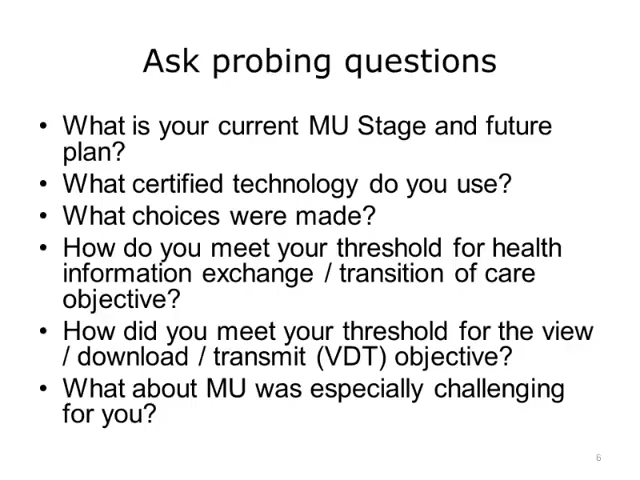 Ask probing questions
• What is your current MU Stage and future
plan?
• What certified technology do you use?
• What choices were made?
• How do you meet your threshold for health
information exchange / transition of care
objective?
• How did you meet your threshold for the view
/ download / transmit (VDT) objective?
• What about MU was especially challenging
for you?
6